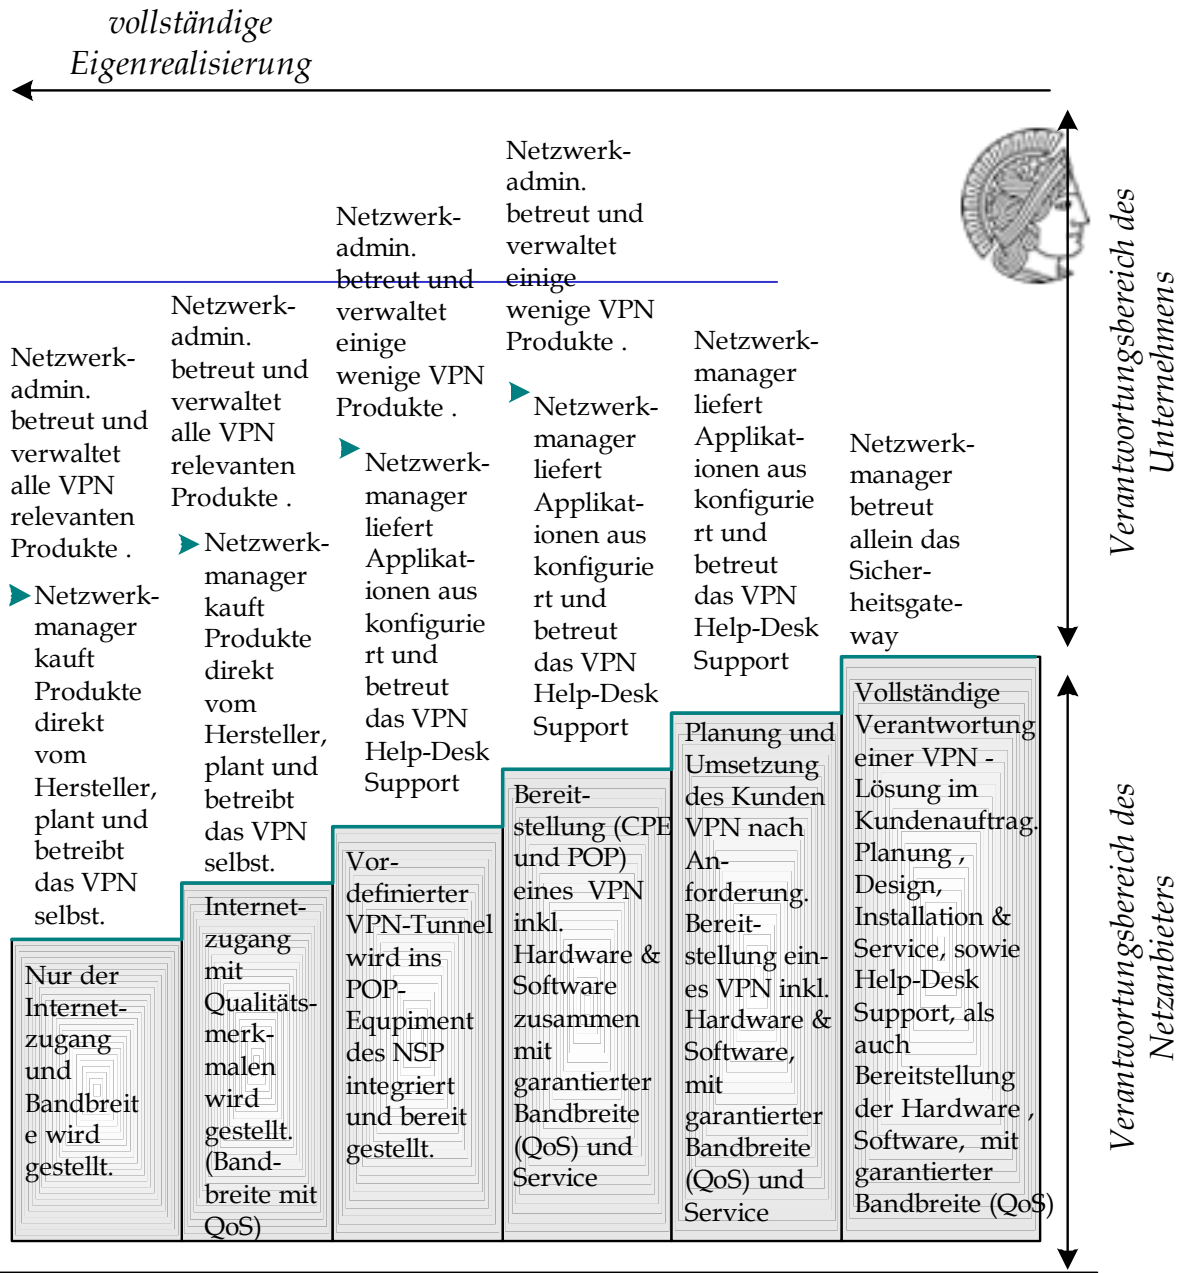 vollständige
Eigenrealisierung
Netzwerk-
admin.
betreut und
verwaltet
alle VPN
relevanten
Produkte .
Netzwerk-
manager
kauft
Produkte
direkt
vom
Hersteller,
plant und
betreibt
das VPN
selbst.
Nur der
Internet-
zugang
und
Bandbreit
e wird
gestellt.
Netzwerk-
admin.
betreut und
verwaltet
alle VPN
relevanten
Produkte .
Netzwerk-
manager
kauft
Produkte
direkt
vom
Hersteller,
plant und
betreibt
das VPN
selbst.
Internet-
zugang
mit
Qualitäts-
merk-
malen
wird
gestellt.
(Band-
breite mit
QoS)
Netzwerk-
admin.
betreut und
verwaltet
einige
wenige VPN
Produkte .
Netzwerk-
manager
liefert
Applikat-
ionen aus
konfigurie
rt und
betreut
das VPN
Help-Desk
Support
Vor-
definierter
VPN-Tunnel
wird ins
POP-
Equpiment
des NSP
integriert
und bereit
gestellt.
Netzwerk-
admin.
betreut und
verwaltet
einige
wenige VPN
Produkte .
Netzwerk-
manager
liefert
Applikat-
ionen aus
konfigurie
rt und
betreut
das VPN
Help-Desk
Support
Bereit-
stellung (CPE
und POP)
eines VPN
inkl.
Hardware &
Software
zusammen
mit
garantierter
Bandbreite
(QoS) und
Service
Netzwerk-
manager
liefert
Applikat-
ionen aus
konfigurie
rt und
betreut
das VPN
Help-Desk
Support
Planung und
Umsetzung
des Kunden
VPN nach
An-
forderung.
Bereit-
stellung ein-
es VPN inkl.
Hardware &
Software,
mit
garantierter
Bandbreite
(QoS) und
Service
Netzwerk-
manager
betreut
allein das
Sicher-
heitsgate-
way
Vollständige
Verantwortung
einer VPN -
Lösung im
Kundenauftrag.
Planung ,
Design,
Installation &
Service, sowie
Help-Desk
Support, als
auch
Bereitstellung
der Hardware ,
Software, mit
garantierter
Bandbreite (QoS)
Verantwortungsbereich des
Unternehmens
Verantwortungsbereich des
Netzanbieters